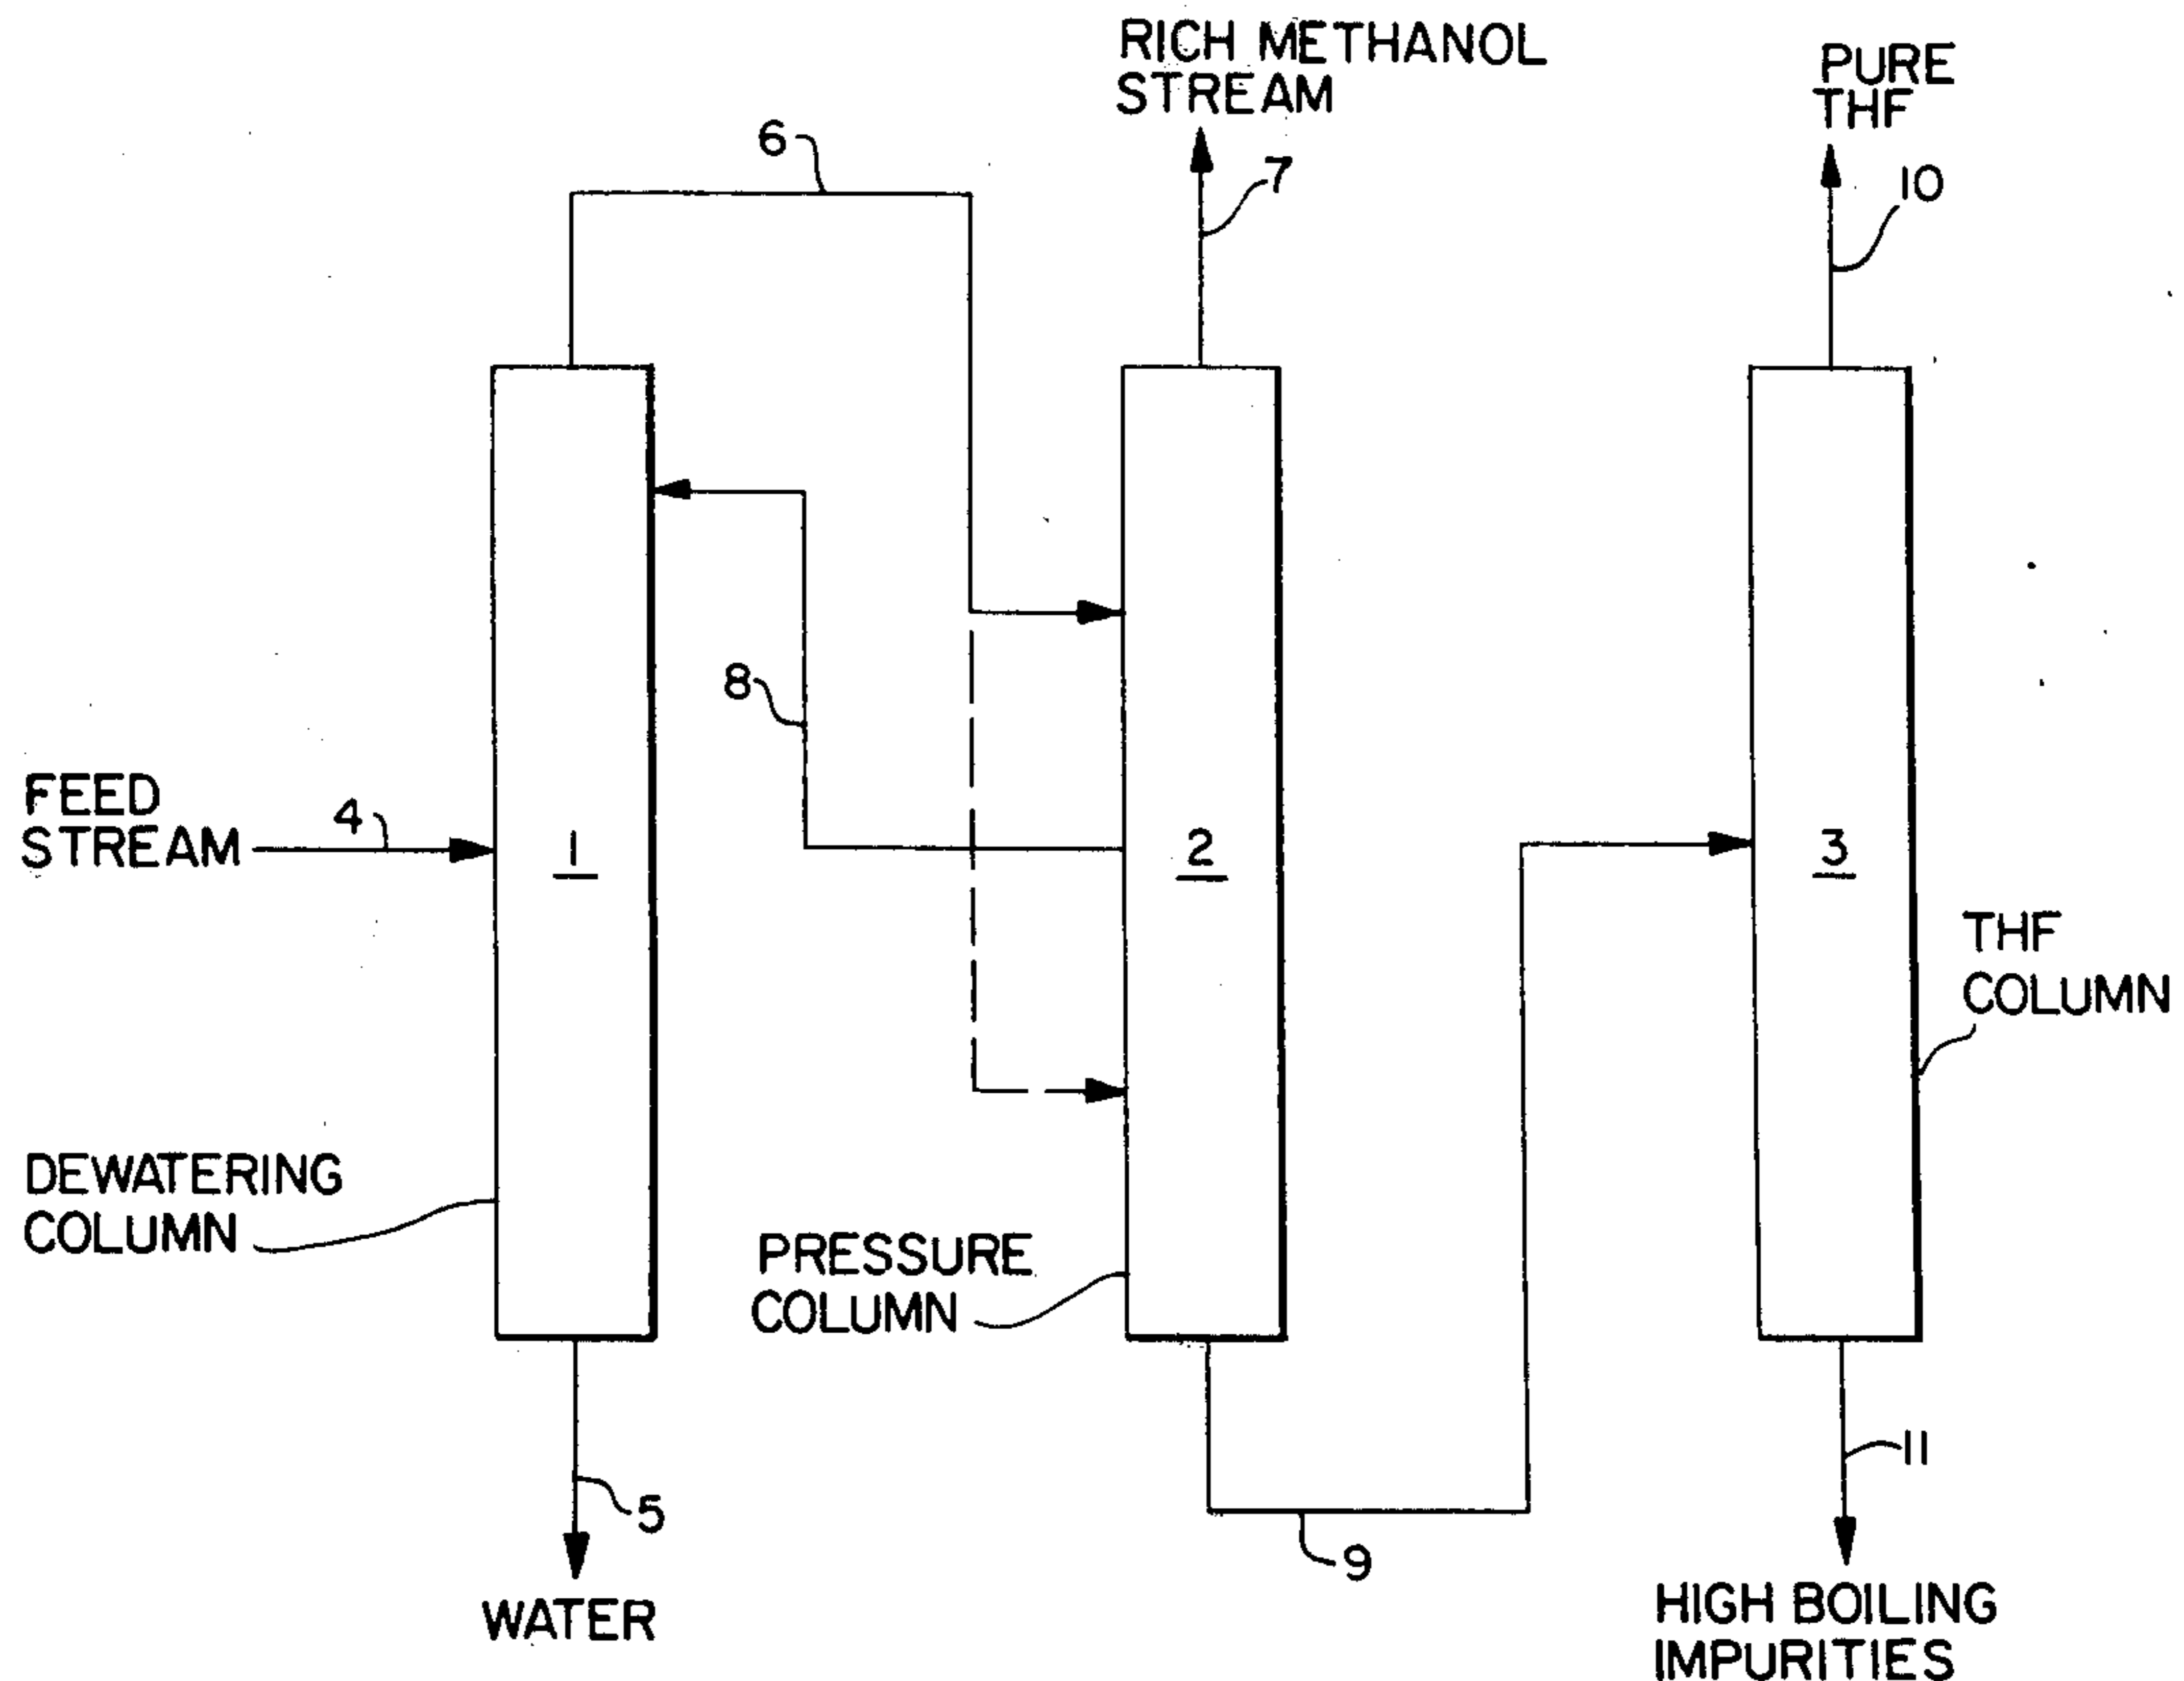 RICH METHANOL
STREAM
PURE
THF
6
7
10
8
FEED
STREAM
4
1
2
3
THF
COLUMN
DEWATERING
COLUMN
PRESSURE
COLUMN
5
9
11
WATER
HIGH BOILING
IMPURITIES